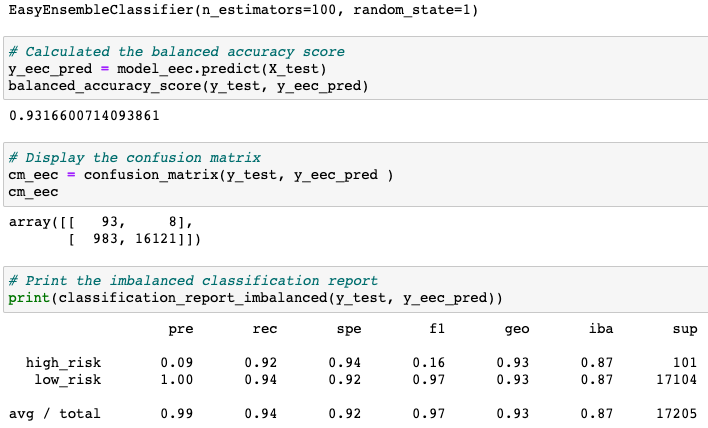 EasyEnsembleClassifier(n_estimators=100, random_state=1)
# Calculated the balanced accuracy score
y_eec_pred = model_eec.predict(X_test)
balanced_accuracy_score(y_test, y_eec_pred)
0.9316600714093861
# Display the confusion matrix
cm_eec = confusion_matrix(y_test, y_eec_pred )
cm_eec
array([[   93,     8],
       [  983, 16121]])
# Print the imbalanced classification report
print(classification_report_imbalanced(y_test, y_eec_pred))
                   pre       rec       spe        f1       geo       iba       sup
  high_risk       0.09      0.92      0.94      0.16      0.93      0.87       101
   low_risk       1.00      0.94      0.92      0.97      0.93      0.87     17104
avg / total       0.99      0.94      0.92      0.97      0.93      0.87     17205